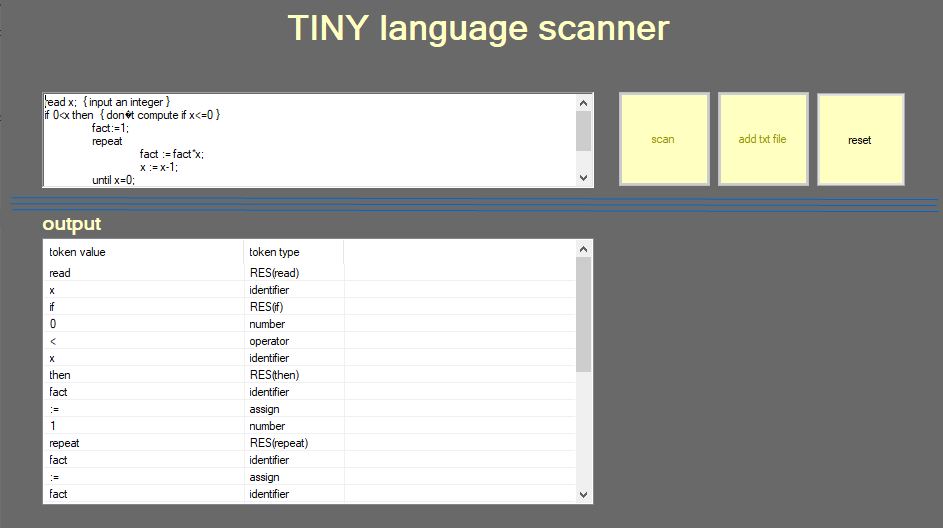 TINY language scanner
read x;  { input an integer }
if 0<x then  { don�t compute if x<=0 }
fact:=1;
repeat
fact := fact*x;
x := x-1;
until x=0;
scan
add txt file
reset
output
token value token type
read RES(read)
x identifier
if RES(if)
0 number
< operator
x identifier
then RES(then)
fact identifier
:= assign
1 number
repeat RES(repeat)
fact identifier
:= assign
fact identifier